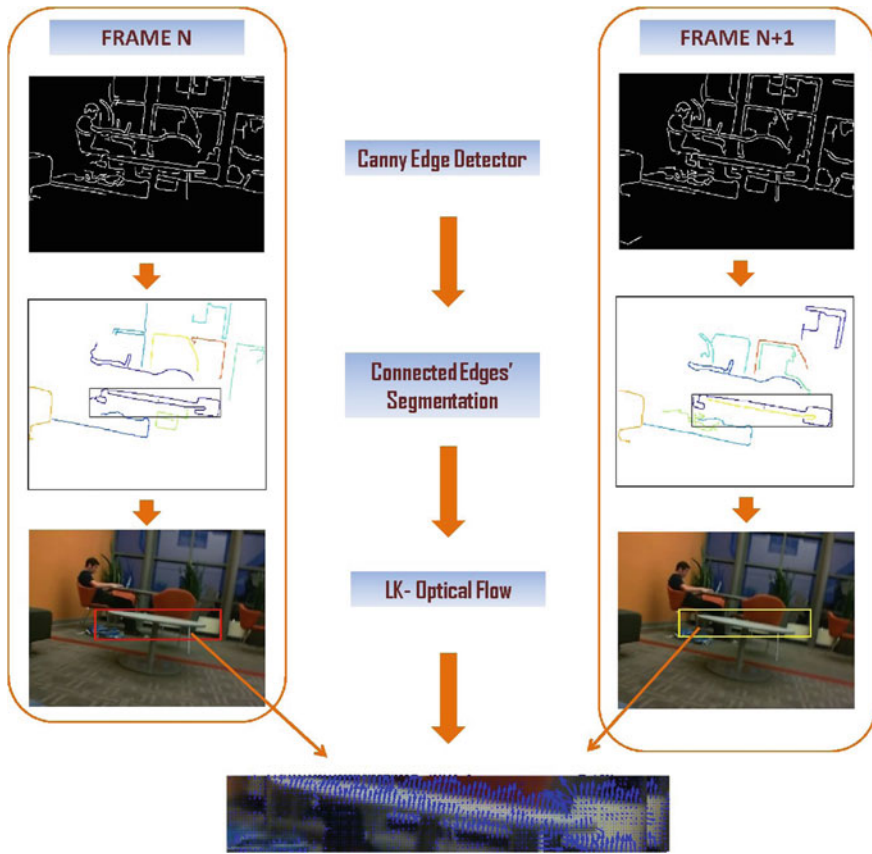 FRAME N
FRAME N+1
Canny Edge Detector
Connected Edges'
Segmentation
LK- Optical Flow